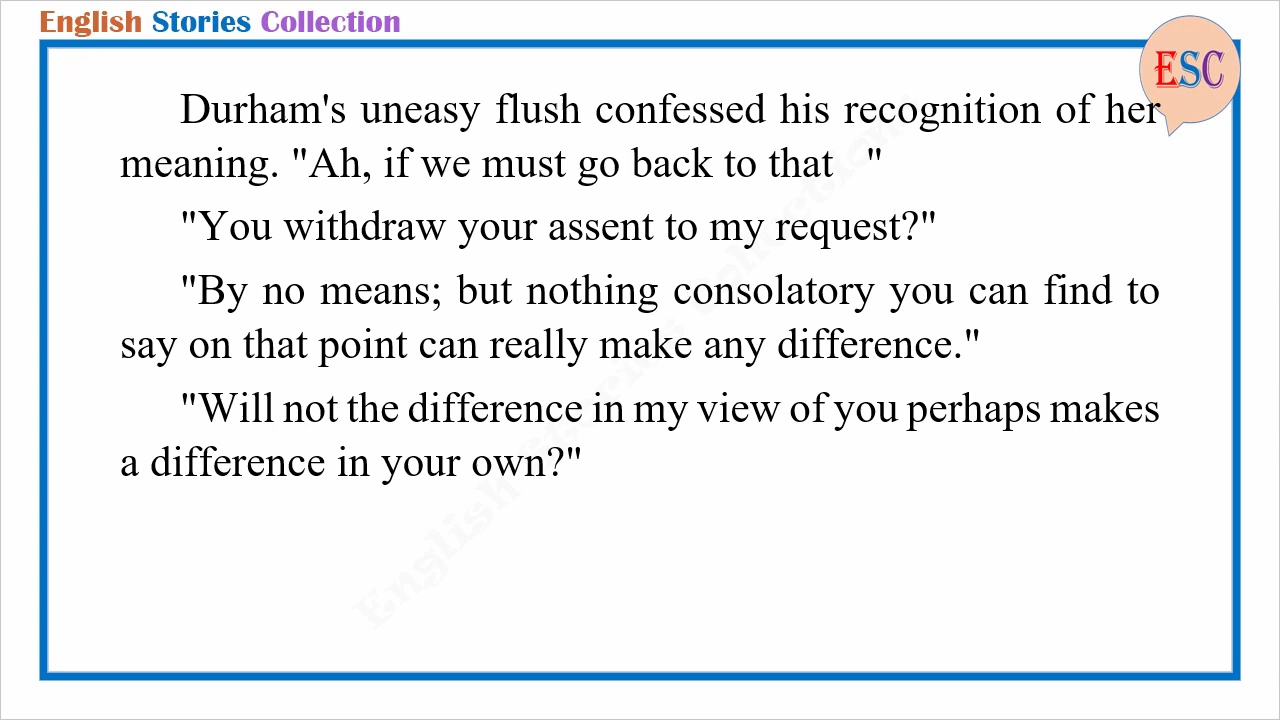 English Stories Collection
ESC
Durham's uneasy flush confessed his recognition of her
meaning. "Ah, if we must go back to that "
"You withdraw your assent to my request?"
"By no means; but nothing consolatory you can find to
say on that point can really make any difference."
"Will not the difference in my view of you perhaps makes
a difference in your own?"
English Stories Collection